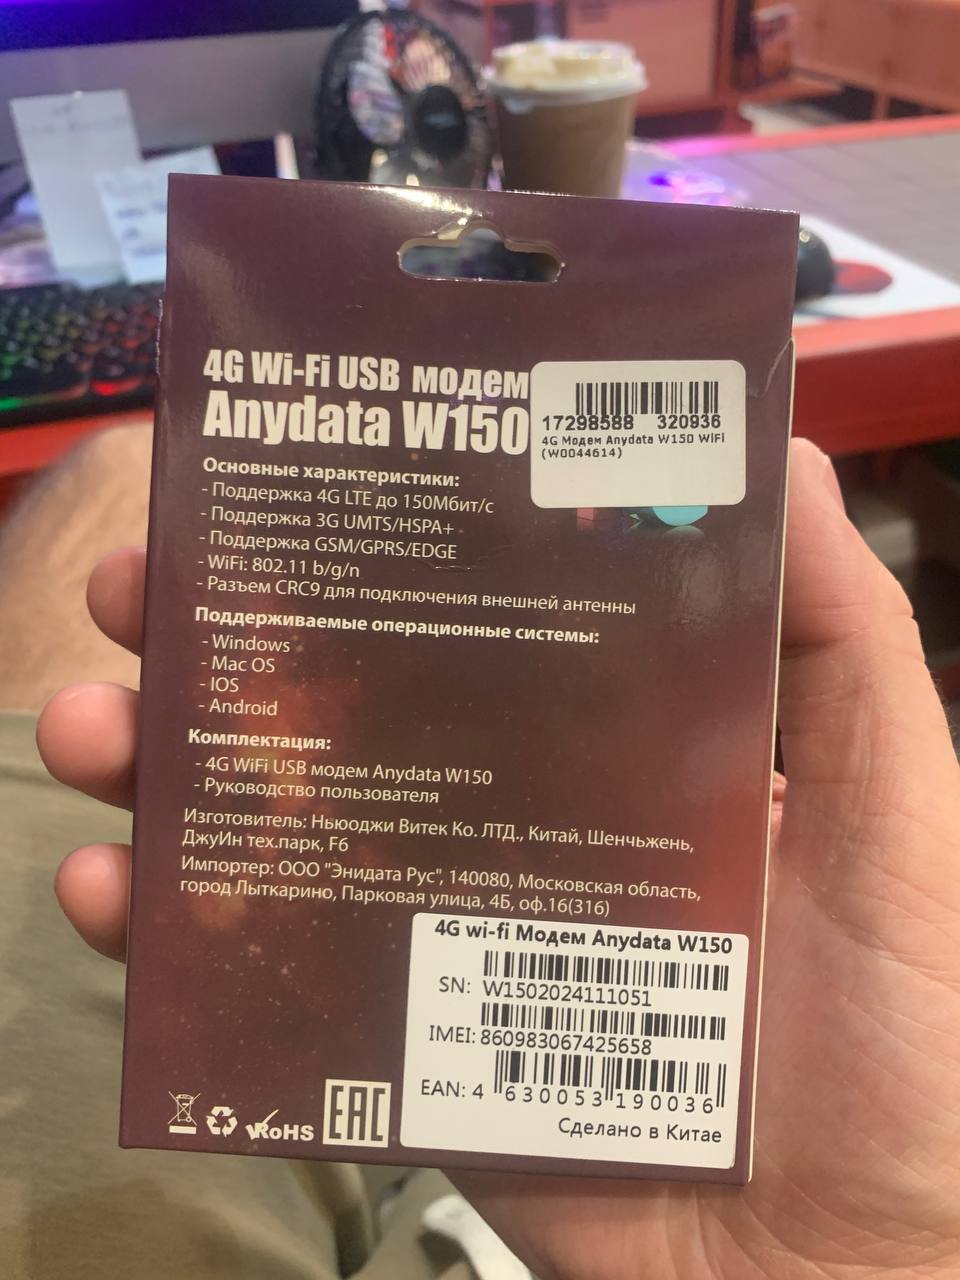 4G Wi-Fi USB модем
Anydata W150
17298588 320936
4G Модем Anydata W150 WiFi
(W0044614)
Основные характеристики:
- Поддержка 4G LTE до 150Мбит/с
- Поддержка 3G UMTS/HSPA+
- Поддержка GSM/GPRS/EDGE
- WiFi: 802.11 b/g/n
- Разъем CRC9 для подключения внешней антенны
Поддерживаемые операционные системы:
- Windows
- Mac OS
- IOS
- Android
Комплектация:
- 4G WiFi USB модем Anydata W150
- Руководство пользователя
Изготовитель: Ньюоджи Витек Ко. ЛТД., Китай, Шенчьжень,
ДжуИн тех.парк, F6
Импортер: ООО "Энидата Рус", 140080, Московская область,
город Лыткарино, Парковая улица, 4Б, оф.16(316)
4G wi-fi Модем Anydata W150
SN: W1502024111051
IMEI: 860983067425658
EAN: 4 630053 190036
Сделано в Китае
RoHS
EAC